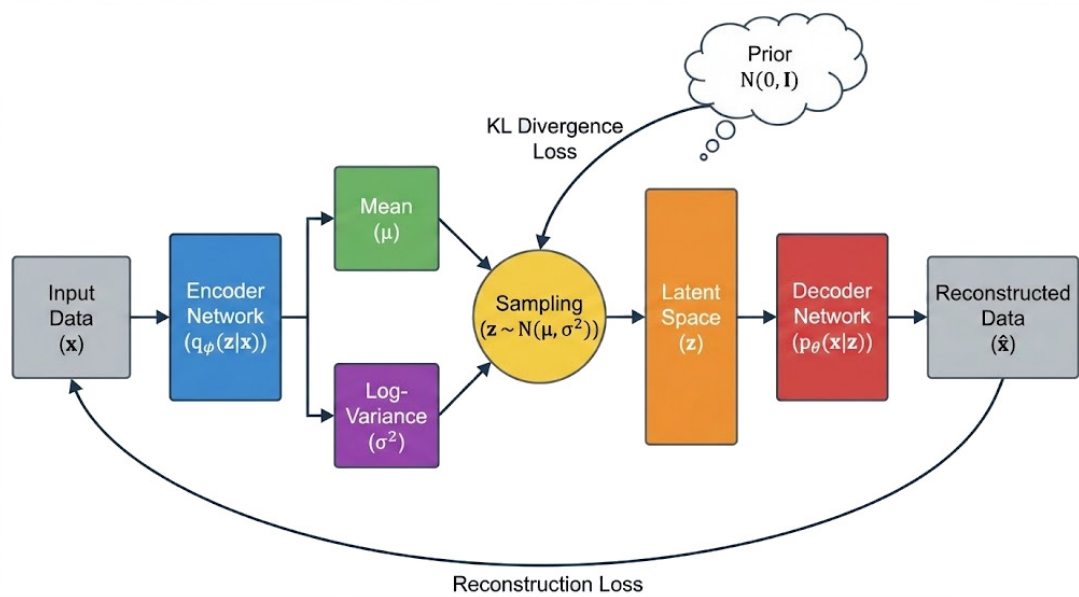 Prior
N(0, I)
KL Divergence
Loss
Mean
(μ)
Input
Data
(x)
Encoder
Network
(qφ(z|x))
Log-
Variance
(σ²)
Sampling
(z ~ N(μ, σ²))
Latent
Space
(z)
Decoder
Network
(pθ(x|z))
Reconstructed
Data
(x̂)
Reconstruction Loss